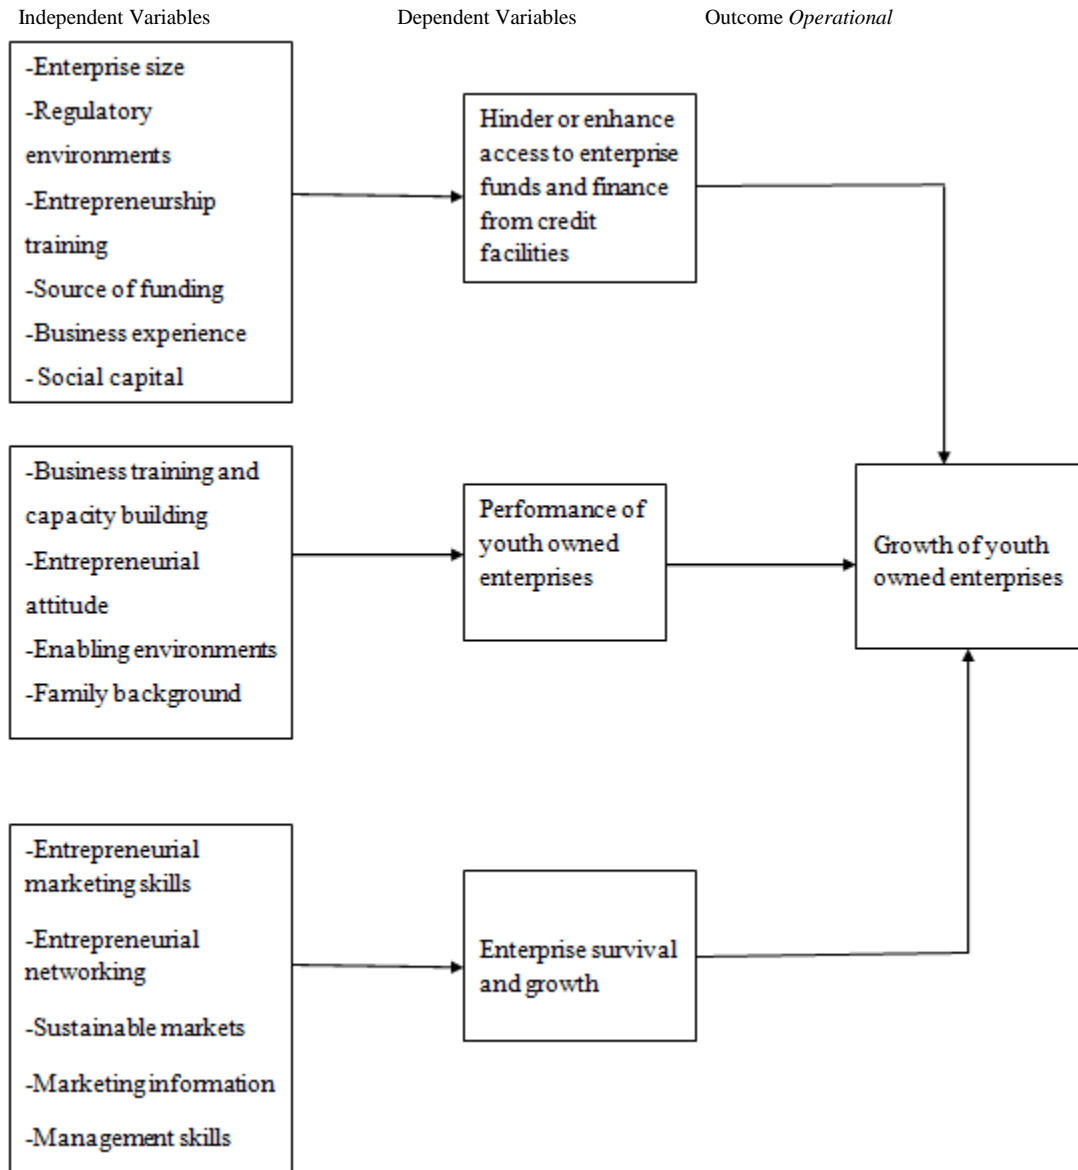 Independent Variables
Dependent Variables
Outcome Operational
-Enterprise size
-Regulatory
environments
-Entrepreneurship
training
-Source of funding
-Business experience
- Social capital
Hinder or enhance
access to enterprise
funds and finance
from credit
facilities
-Business training and
capacity building
-Entrepreneurial
attitude
-Enabling environments
-Family background
Performance of
youth owned
enterprises
Growth of youth
owned enterprises
-Entrepreneurial
marketing skills
-Entrepreneurial
networking
-Sustainable markets
-Marketing information
-Management skills
Enterprise survival
and growth